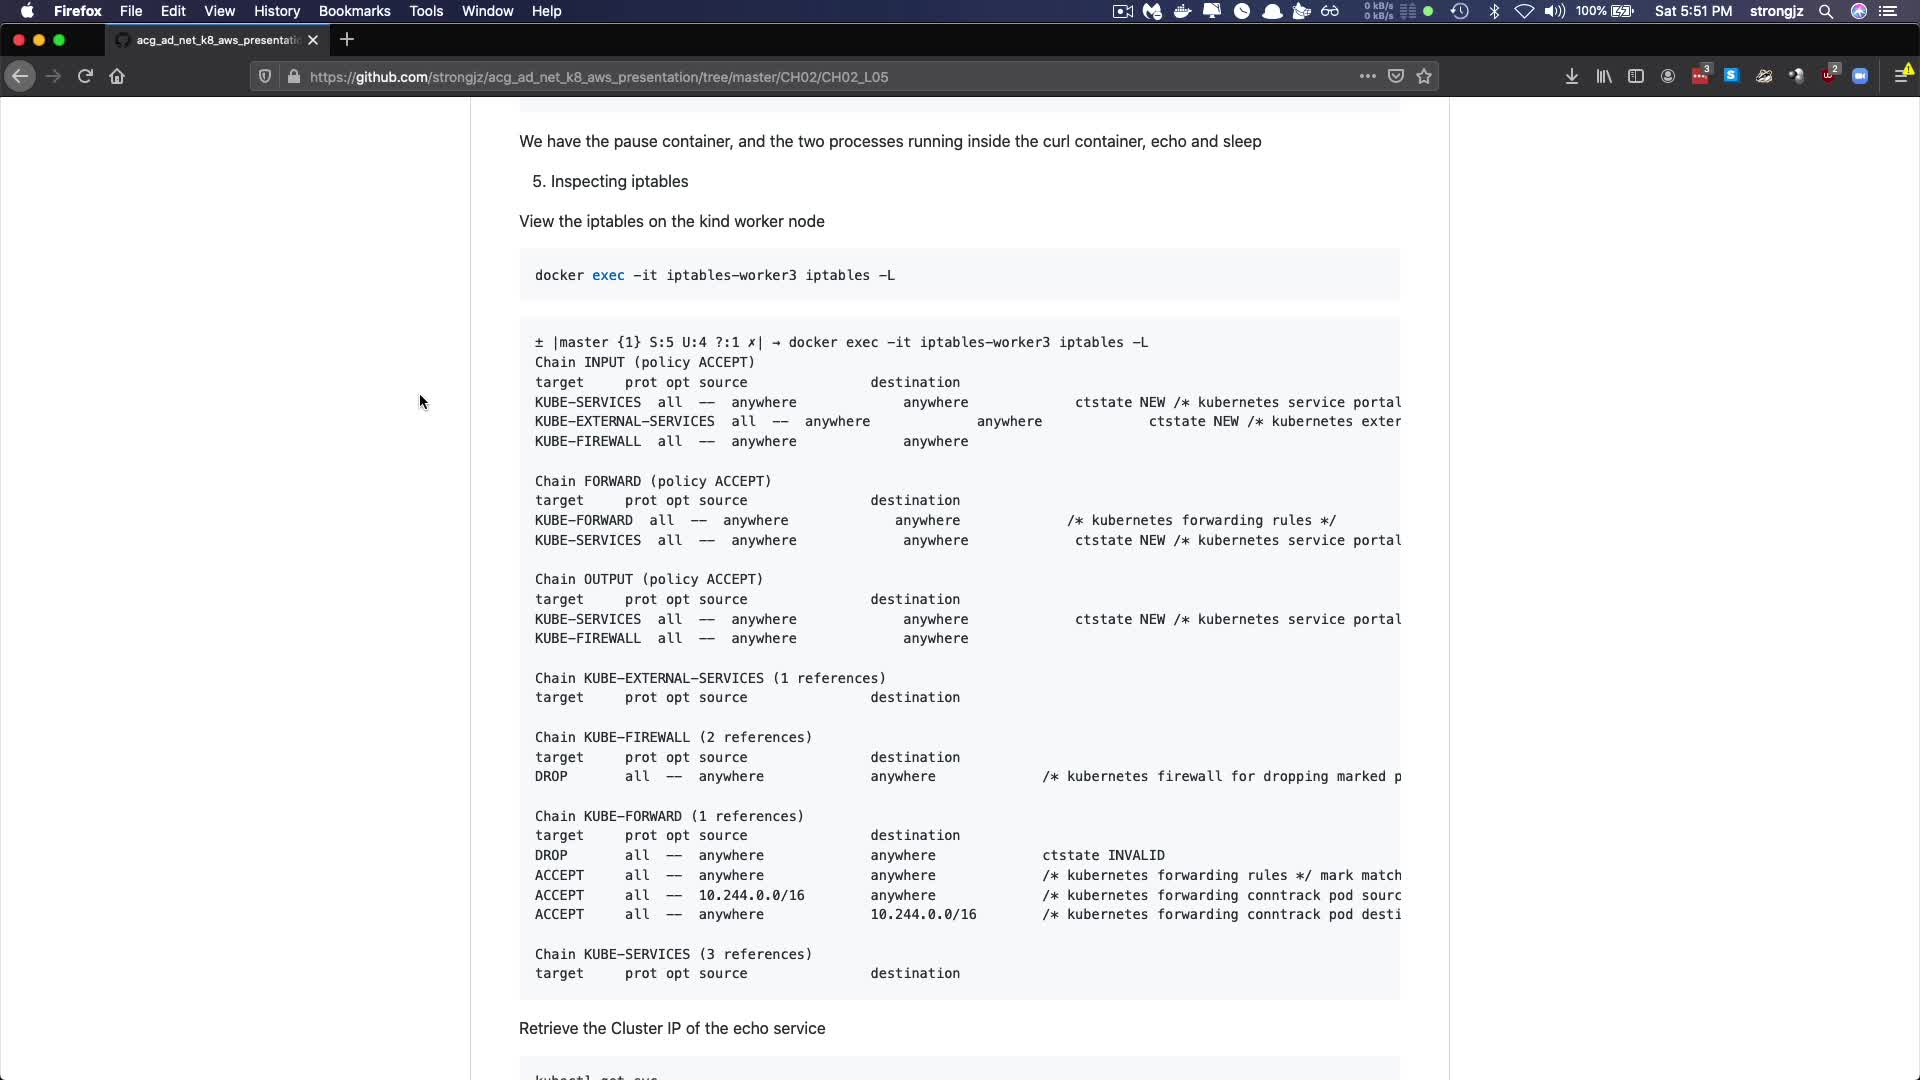 Firefox File Edit View History Bookmarks Tools Window Help 0 kB/s 0 kB/s 100% Sat 5:51 PM strongjz
acg_ad_net_k8_aws_presentatio
https://github.com/strongjz/acg_ad_net_k8_aws_presentation/tree/master/CH02/CH02_L05 3 S 2
We have the pause container, and the two processes running inside the curl container, echo and sleep
5. Inspecting iptables
View the iptables on the kind worker node
docker exec -it iptables-worker3 iptables -L
± |master {1} S:5 U:4 ?:1 ✗| → docker exec -it iptables-worker3 iptables -L
Chain INPUT (policy ACCEPT)
target     prot opt source               destination
KUBE-SERVICES  all  --  anywhere             anywhere             ctstate NEW /* kubernetes service portal
KUBE-EXTERNAL-SERVICES  all  --  anywhere             anywhere             ctstate NEW /* kubernetes exter
KUBE-FIREWALL  all  --  anywhere             anywhere
Chain FORWARD (policy ACCEPT)
target     prot opt source               destination
KUBE-FORWARD  all  --  anywhere             anywhere             /* kubernetes forwarding rules */
KUBE-SERVICES  all  --  anywhere             anywhere             ctstate NEW /* kubernetes service portal
Chain OUTPUT (policy ACCEPT)
target     prot opt source               destination
KUBE-SERVICES  all  --  anywhere             anywhere             ctstate NEW /* kubernetes service portal
KUBE-FIREWALL  all  --  anywhere             anywhere
Chain KUBE-EXTERNAL-SERVICES (1 references)
target     prot opt source               destination
Chain KUBE-FIREWALL (2 references)
target     prot opt source               destination
DROP       all  --  anywhere             anywhere             /* kubernetes firewall for dropping marked p
Chain KUBE-FORWARD (1 references)
target     prot opt source               destination
DROP       all  --  anywhere             anywhere             ctstate INVALID
ACCEPT     all  --  anywhere             anywhere             /* kubernetes forwarding rules */ mark match
ACCEPT     all  --  10.244.0.0/16        anywhere             /* kubernetes forwarding conntrack pod sourc
ACCEPT     all  --  anywhere             10.244.0.0/16        /* kubernetes forwarding conntrack pod desti
Chain KUBE-SERVICES (3 references)
target     prot opt source               destination
Retrieve the Cluster IP of the echo service
kubectl get svc